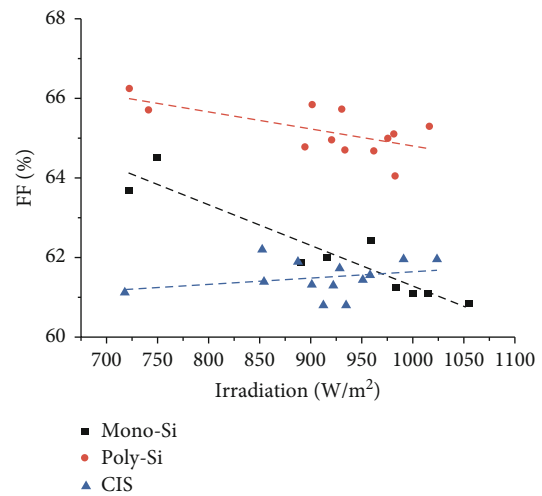 68
66
64
62
60
FF (%)
700 750 800 850 900 950 1000 1050 1100
Irradiation (W/m²)
Mono-Si
Poly-Si
CIS